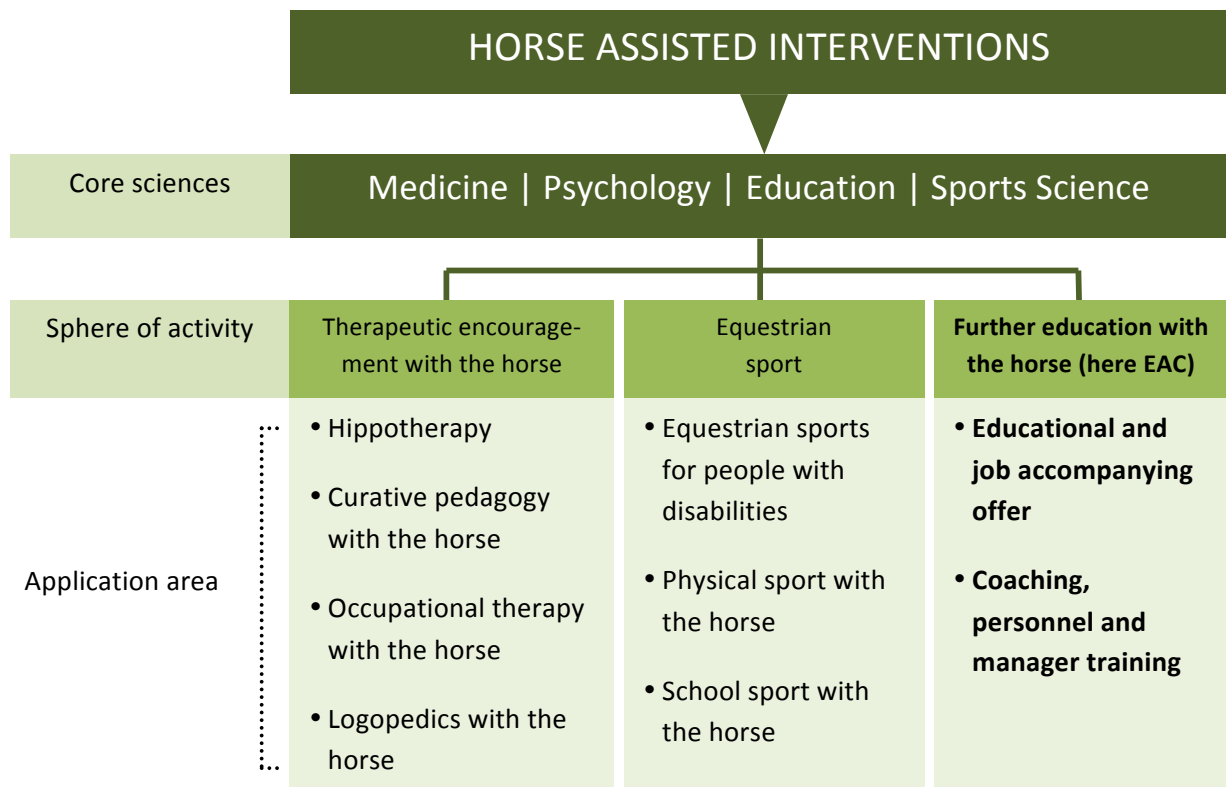 HORSE ASSISTED INTERVENTIONS
Core sciences
Medicine | Psychology | Education | Sports Science
Sphere of activity
Therapeutic encourage-
ment with the horse
Equestrian
sport
Further education with
the horse (here EAC)
Application area
• Hippotherapy
• Curative pedagogy
with the horse
• Occupational therapy
with the horse
• Logopedics with the
horse
• Equestrian sports
for people with
disabilities
• Physical sport with
the horse
• School sport with
the horse
• Educational and
job accompanying
offer
• Coaching,
personnel and
manager training